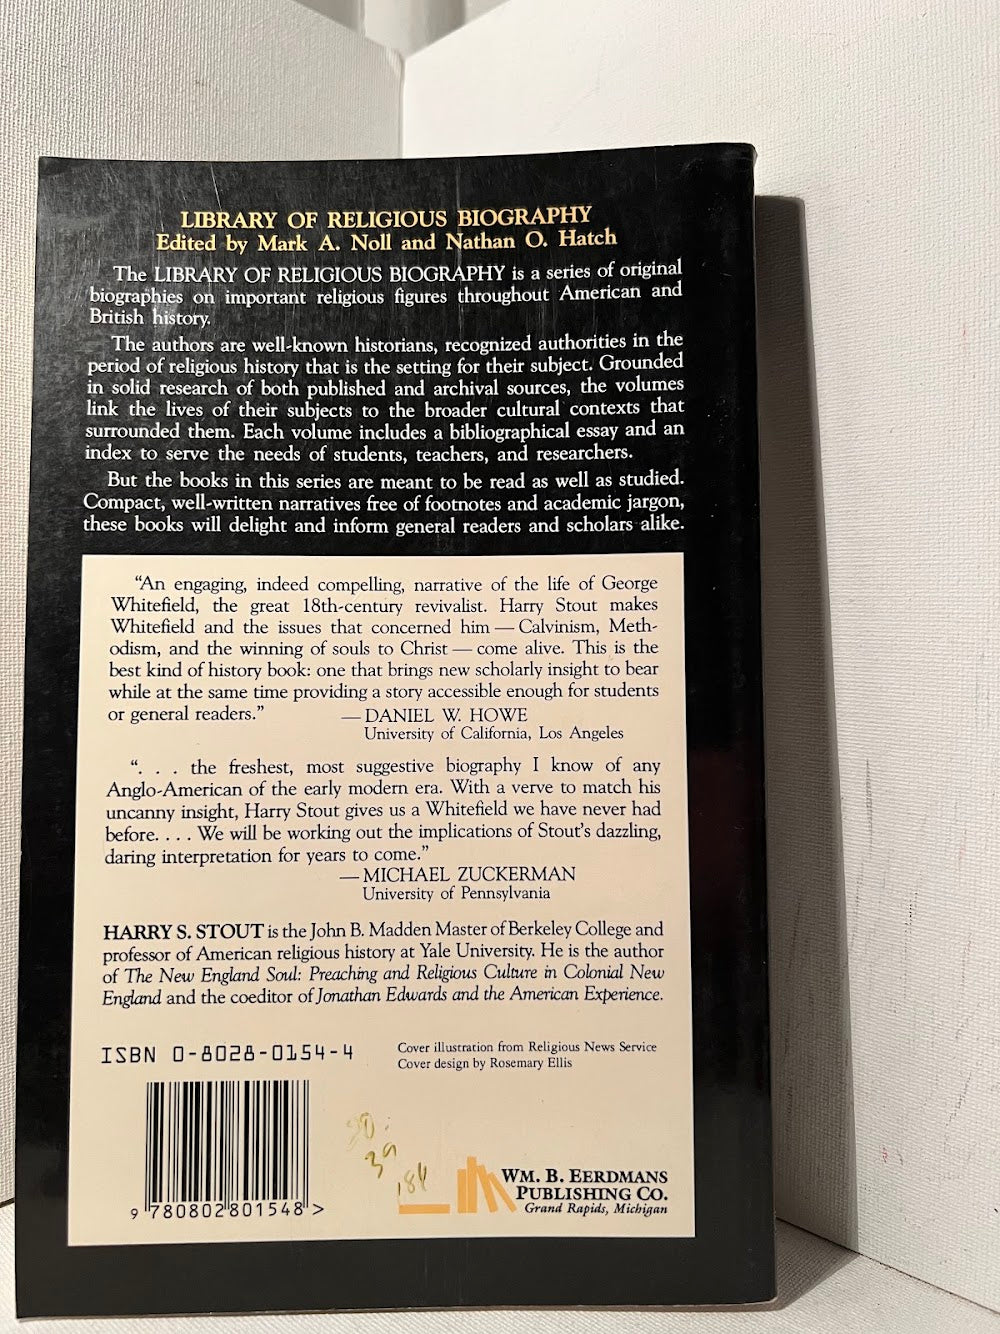 LIBRARY OF RELIGIOUS BIOGRAPHY
Edited by Mark A. Noll and Nathan O. Hatch
The LIBRARY OF RELIGIOUS BIOGRAPHY is a series of original
biographies on important religious figures throughout American and
British history.
The authors are well-known historians, recognized authorities in the
period of religious history that is the setting for their subject. Grounded
in solid research of both published and archival sources, the volumes
link the lives of their subjects to the broader cultural contexts that
surrounded them. Each volume includes a bibliographical essay and an
index to serve the needs of students, teachers, and researchers.
But the books in this series are meant to be read as well as studied.
Compact, well-written narratives free of footnotes and academic jargon,
these books will delight and inform general readers and scholars alike.
“An engaging, indeed compelling, narrative of the life of George
Whitefield, the great 18th-century revivalist. Harry Stout makes
Whitefield and the issues that concerned him — Calvinism, Meth-
odism, and the winning of souls to Christ — come alive. This is the
best kind of history book: one that brings new scholarly insight to bear
while at the same time providing a story accessible enough for students
or general readers.” — DANIEL W. HOWE
University of California, Los Angeles
“. . . the freshest, most suggestive biography I know of any
Anglo-American of the early modern era. With a verve to match his
uncanny insight, Harry Stout gives us a Whitefield we have never had
before. . . . We will be working out the implications of Stout’s dazzling,
daring interpretation for years to come.”
— MICHAEL ZUCKERMAN
University of Pennsylvania
HARRY S. STOUT is the John B. Madden Master of Berkeley College and
professor of American religious history at Yale University. He is the author
of The New England Soul: Preaching and Religious Culture in Colonial New
England and the coeditor of Jonathan Edwards and the American Experience.
ISBN 0-8028-0154-4
Cover illustration from Religious News Service
Cover design by Rosemary Ellis
9 780802 801548 >
39
184
WM. B. EERDMANS
PUBLISHING CO.
Grand Rapids, Michigan